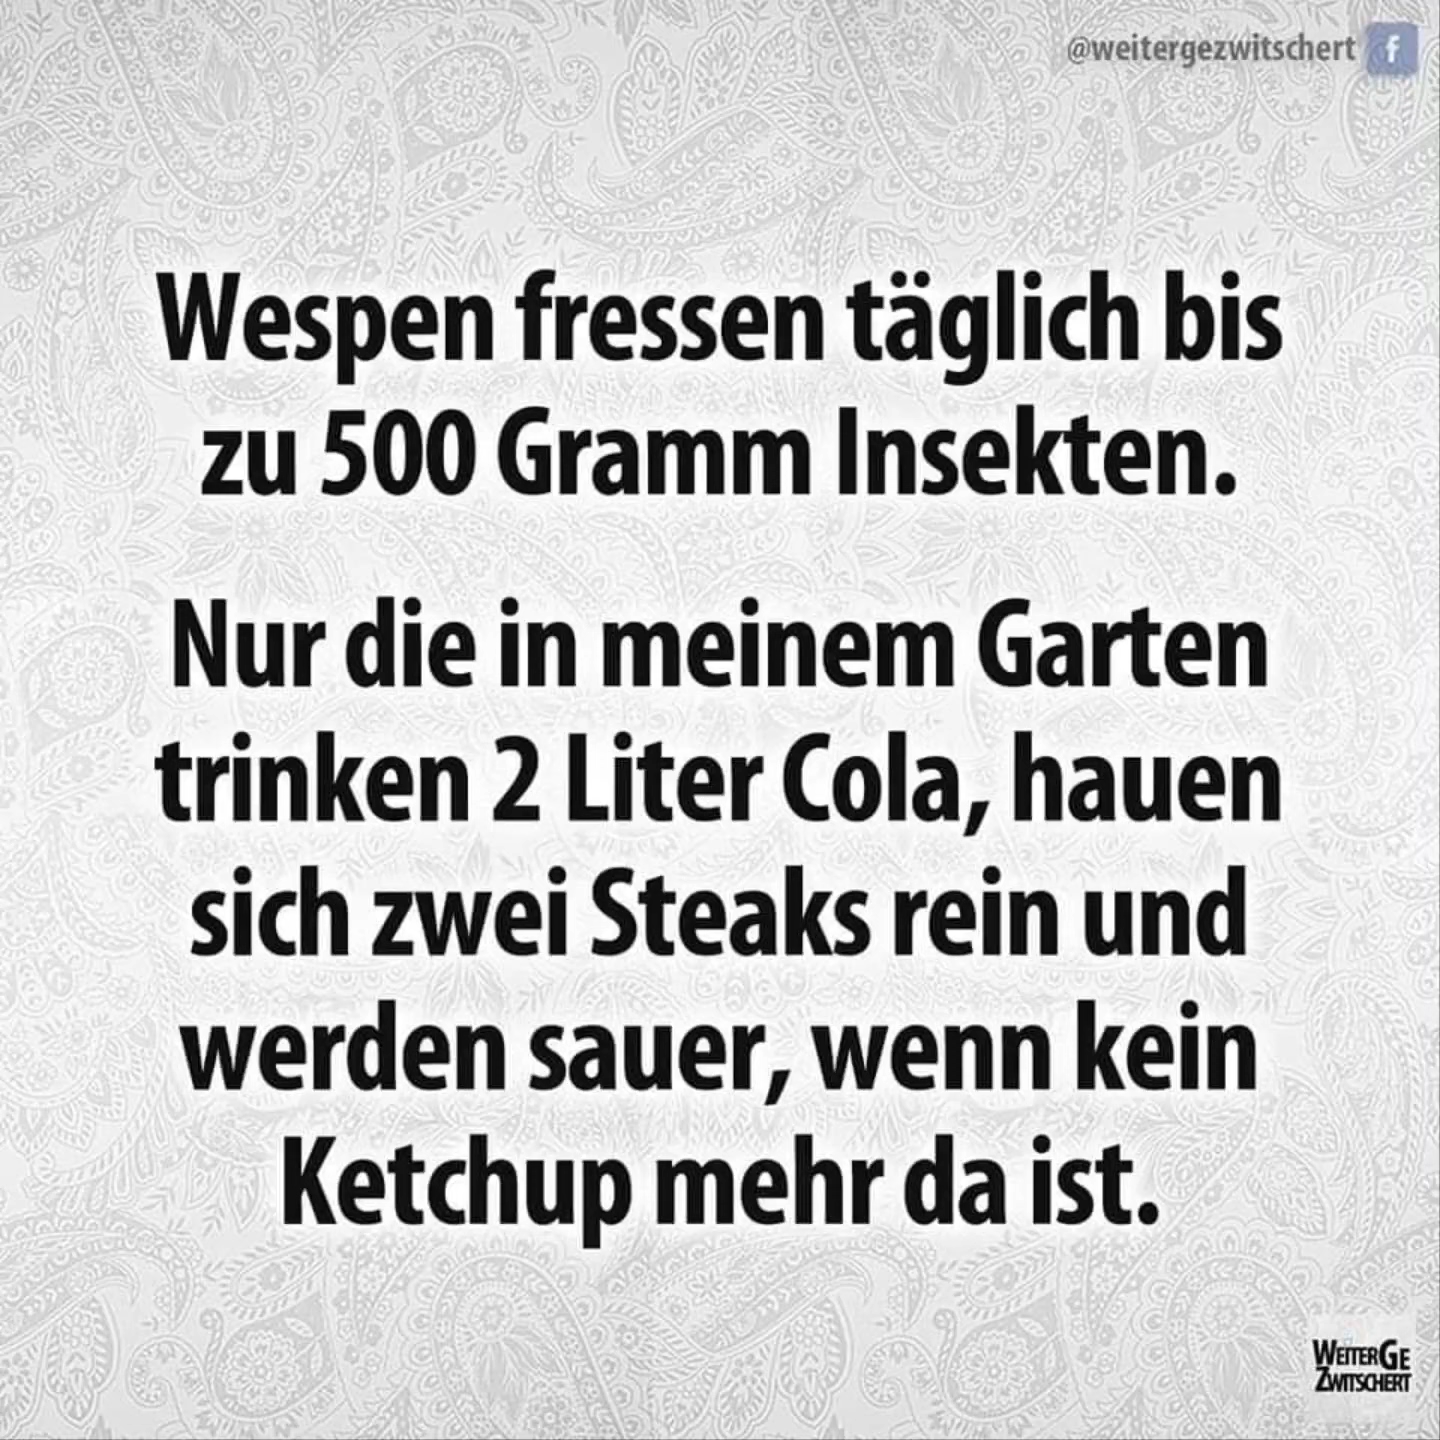 @weitergezwitschert f
Wespen fressen täglich bis
zu 500 Gramm Insekten.
Nur die in meinem Garten
trinken 2 Liter Cola, hauen
sich zwei Steaks rein und
werden sauer, wenn kein
Ketchup mehr da ist.
WEITERGE
ZWITSCHERT